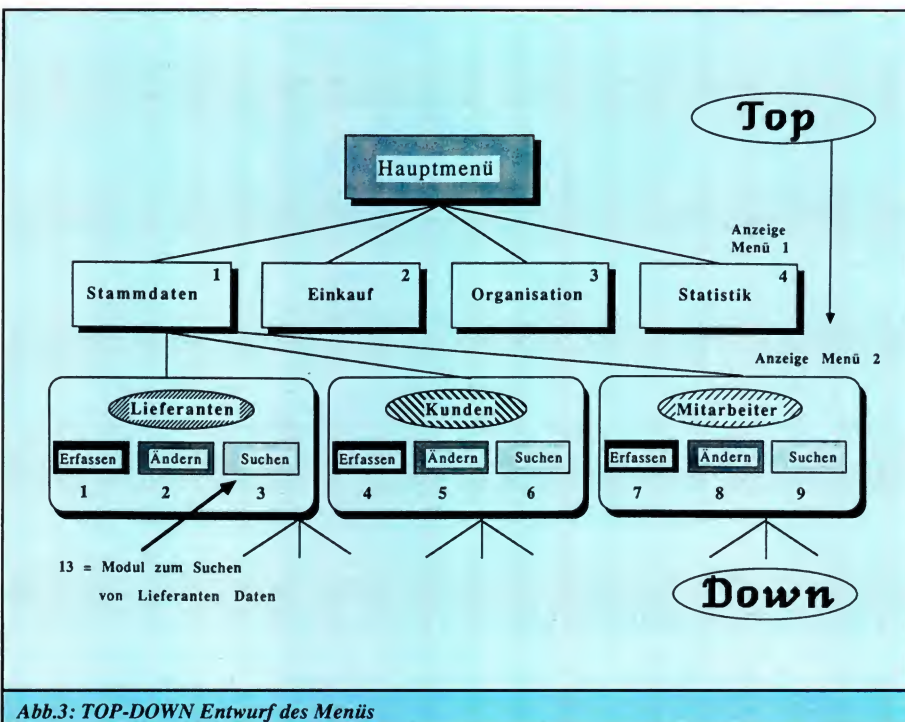 Top
Hauptmenü
Anzeige
Menü 1
1 2 3 4
Stammdaten Einkauf Organisation Statistik
Anzeige Menü 2
Lieferanten Kunden Mitarbeiter
Erfassen Ändern Suchen Erfassen Ändern Suchen Erfassen Ändern Suchen
1 2 3 4 5 6 7 8 9
13 = Modul zum Suchen
von Lieferanten Daten
Down
Abb.3: TOP-DOWN Entwurf des Menüs